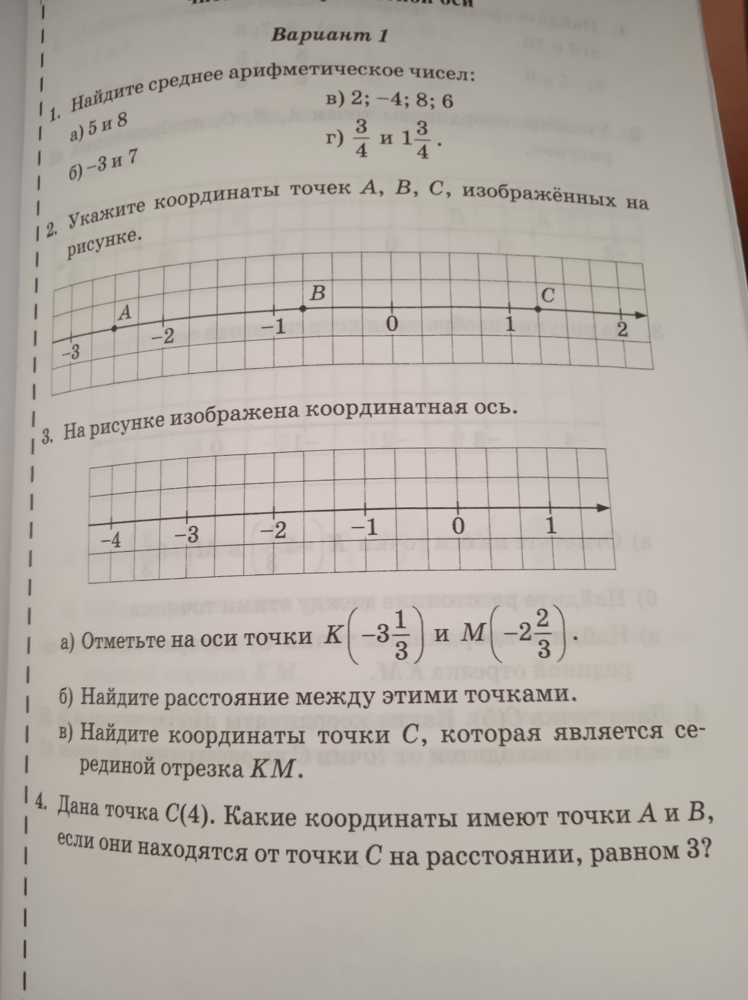 оси
Вариант 1
1. Найдите среднее арифметическое чисел:
а) 5 и 8
б) −3 и 7
в) 2; −4; 8; 6
г) 3/4 и 1 3/4.
2. Укажите координаты точек A, B, C, изображённых на
рисунке.
A B C
−3 −2 −1 0 1 2
3. На рисунке изображена координатная ось.
−4 −3 −2 −1 0 1
а) Отметьте на оси точки K(−3 1/3) и M(−2 2/3).
б) Найдите расстояние между этими точками.
в) Найдите координаты точки C, которая является се-
рединой отрезка KM.
4. Дана точка C(4). Какие координаты имеют точки A и B,
если они находятся от точки C на расстоянии, равном 3?